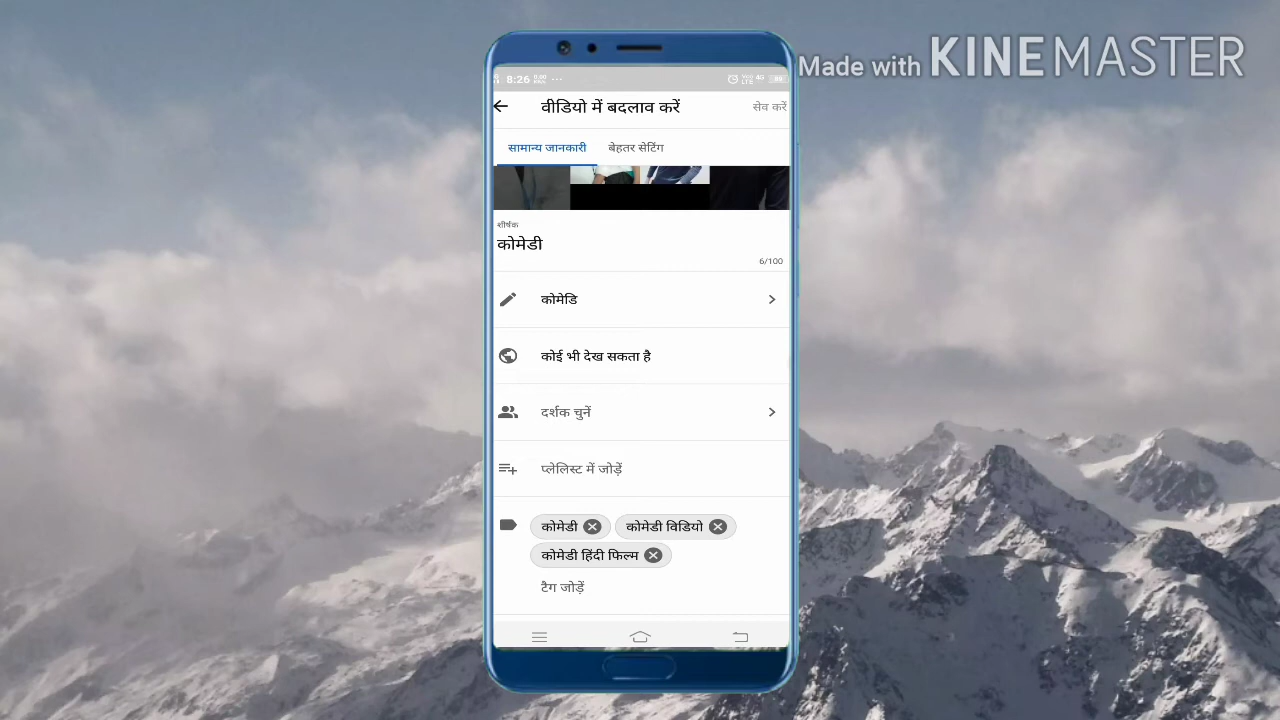 Made with KINEMASTER
8:26
वीडियो में बदलाव करें सेव करें
सामान्य जानकारी बेहतर सेटिंग
शीर्षक
कोमेडी
6/100
कोमेडि
कोई भी देख सकता है
दर्शक चुनें
प्लेलिस्ट में जोड़ें
कोमेडी कोमेडी विडियो
कोमेडी हिंदी फिल्म
टैग जोड़ें